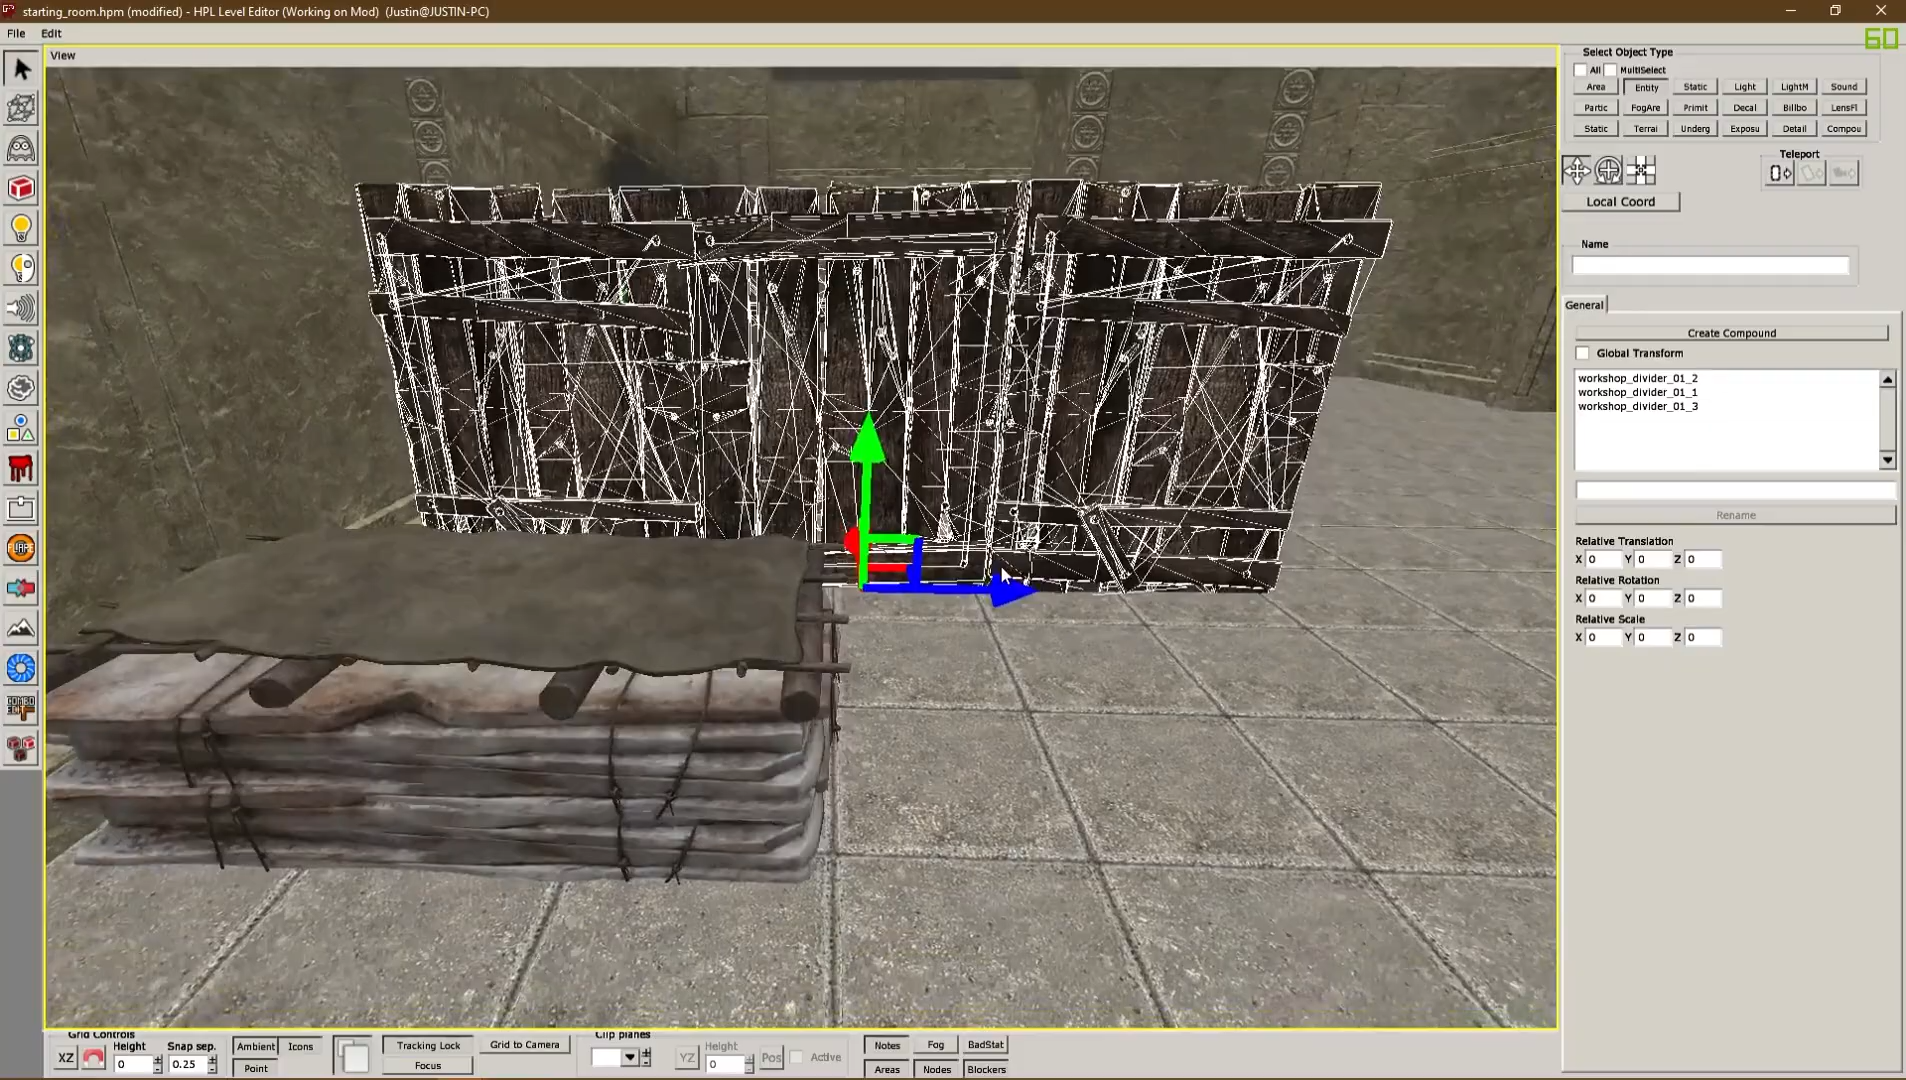 starting_room.hpm (modified) - HPL Level Editor (Working on Mod)  (Justin@JUSTIN-PC)
File Edit
60
View
Select Object Type
All MultiSelect
Area Entity Static Light LightM Sound
Partic FogAre Primit Decal Billbo LensFl
Static Terrai Underg Exposu Detail Compou
Teleport
Local Coord
Name
General
Create Compound
Global Transform
workshop_divider_01_2
workshop_divider_01_1
workshop_divider_01_3
Rename
Relative Translation
X 0 Y 0 Z 0
Relative Rotation
X 0 Y 0 Z 0
Relative Scale
X 0 Y 0 Z 0
FLARE
COMBO
Grid Controls
Height Snap sep.
XZ 0 0.25
Ambient Icons
Point
Tracking Lock
Focus
Grid to Camera
Clip planes
Height
YZ 0 Pos Active
Notes Fog BadStat
Areas Nodes Blockers